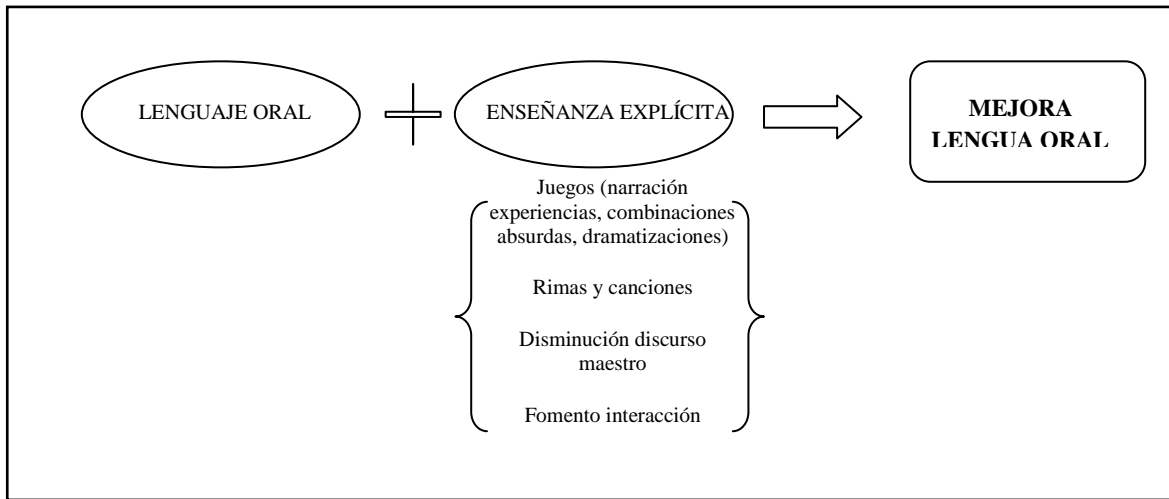 LENGUAJE ORAL
ENSEÑANZA EXPLÍCITA
MEJORA
LENGUA ORAL
Juegos (narración
experiencias, combinaciones
absurdas, dramatizaciones)
Rimas y canciones
Disminución discurso
maestro
Fomento interacción